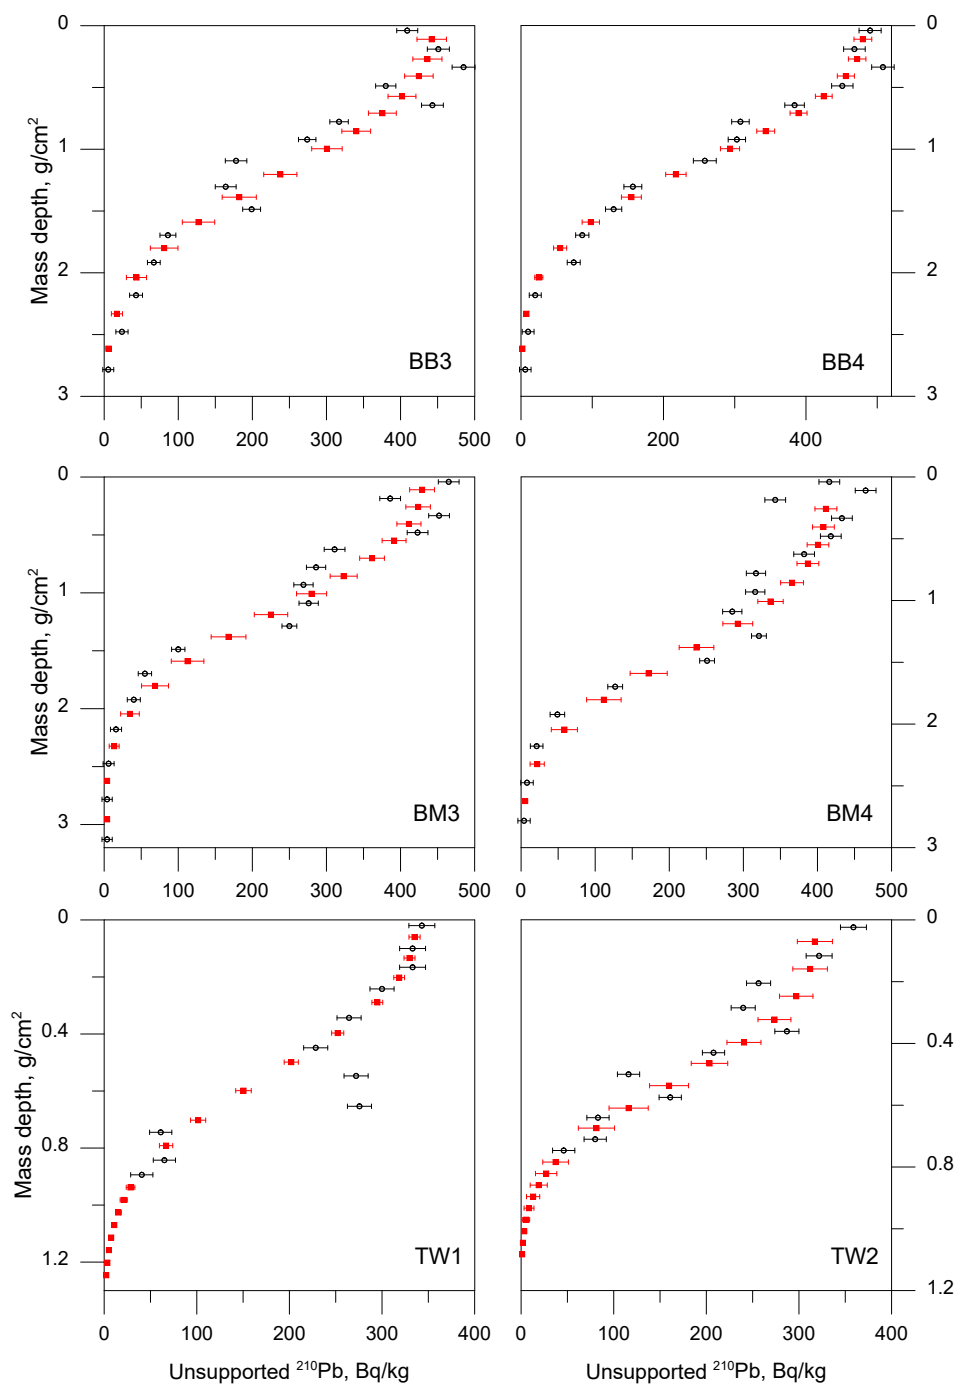 0 0
1 1
2 2
3 3
Mass depth, g/cm²
BB3 BB4
0 100 200 300 400 500 0 200 400
0 0
1 1
2 2
3 3
Mass depth, g/cm²
BM3 BM4
0 100 200 300 400 500 0 100 200 300 400 500
0 0
0.4 0.4
0.8 0.8
1.2 1.2
Mass depth, g/cm²
TW1 TW2
0 100 200 300 400 0 100 200 300 400
Unsupported ²¹⁰Pb, Bq/kg Unsupported ²¹⁰Pb, Bq/kg